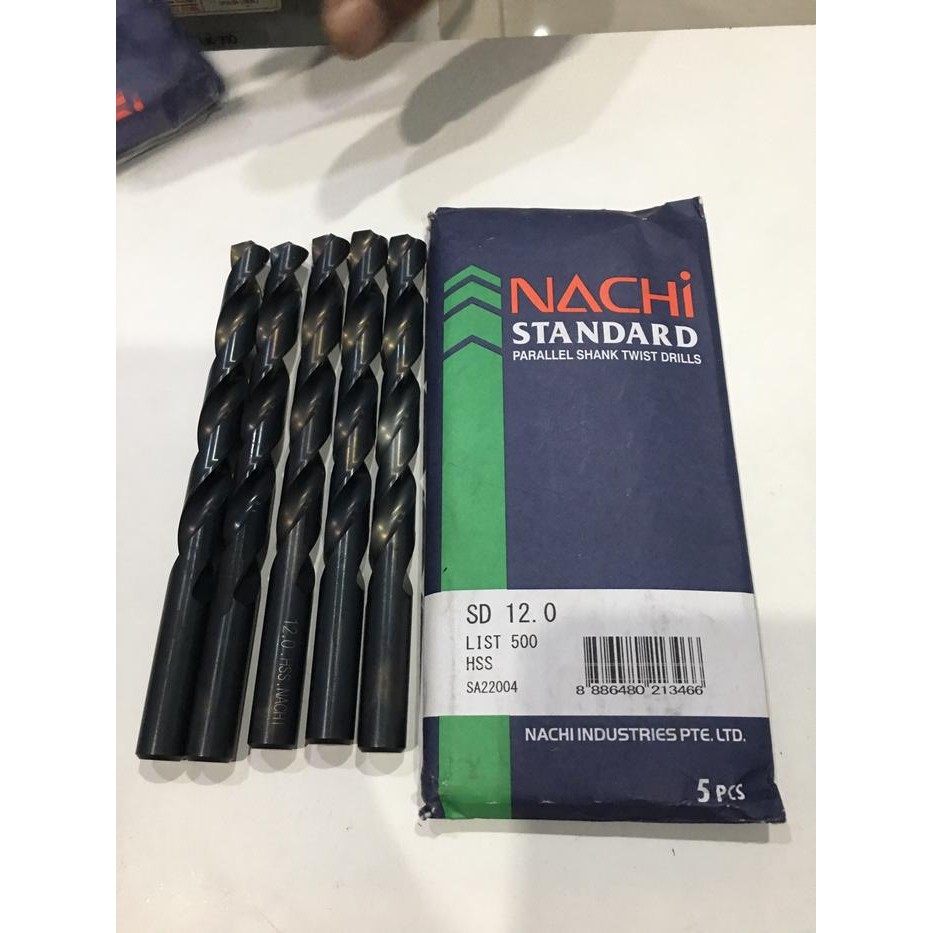 NACHi
STANDARD
PARALLEL SHANK TWIST DRILLS
SD 12.0
LIST 500
HSS
SA22004
8 886480 213466
NACHI INDUSTRIES PTE. LTD.
5 PCS
12.0.HSS.NACHI